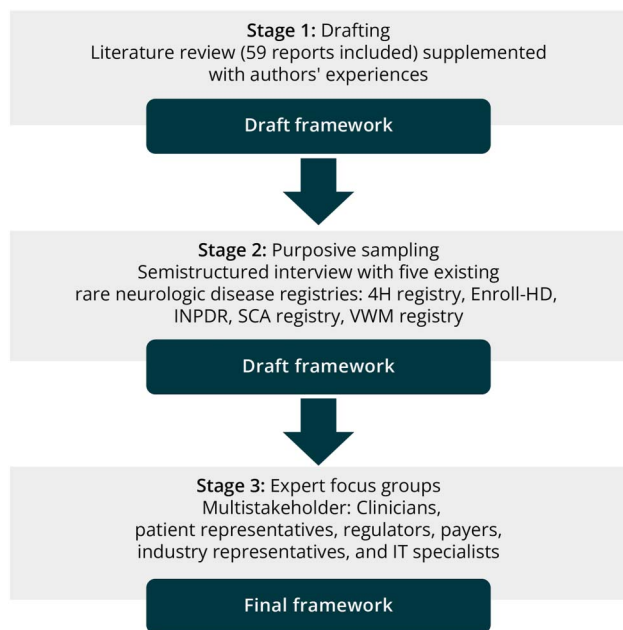 Stage 1: Drafting
Literature review (59 reports included) supplemented
with authors' experiences
Draft framework
Stage 2: Purposive sampling
Semistructured interview with five existing
rare neurologic disease registries: 4H registry, Enroll-HD,
INPDR, SCA registry, VWM registry
Draft framework
Stage 3: Expert focus groups
Multistakeholder: Clinicians,
patient representatives, regulators, payers,
industry representatives, and IT specialists
Final framework